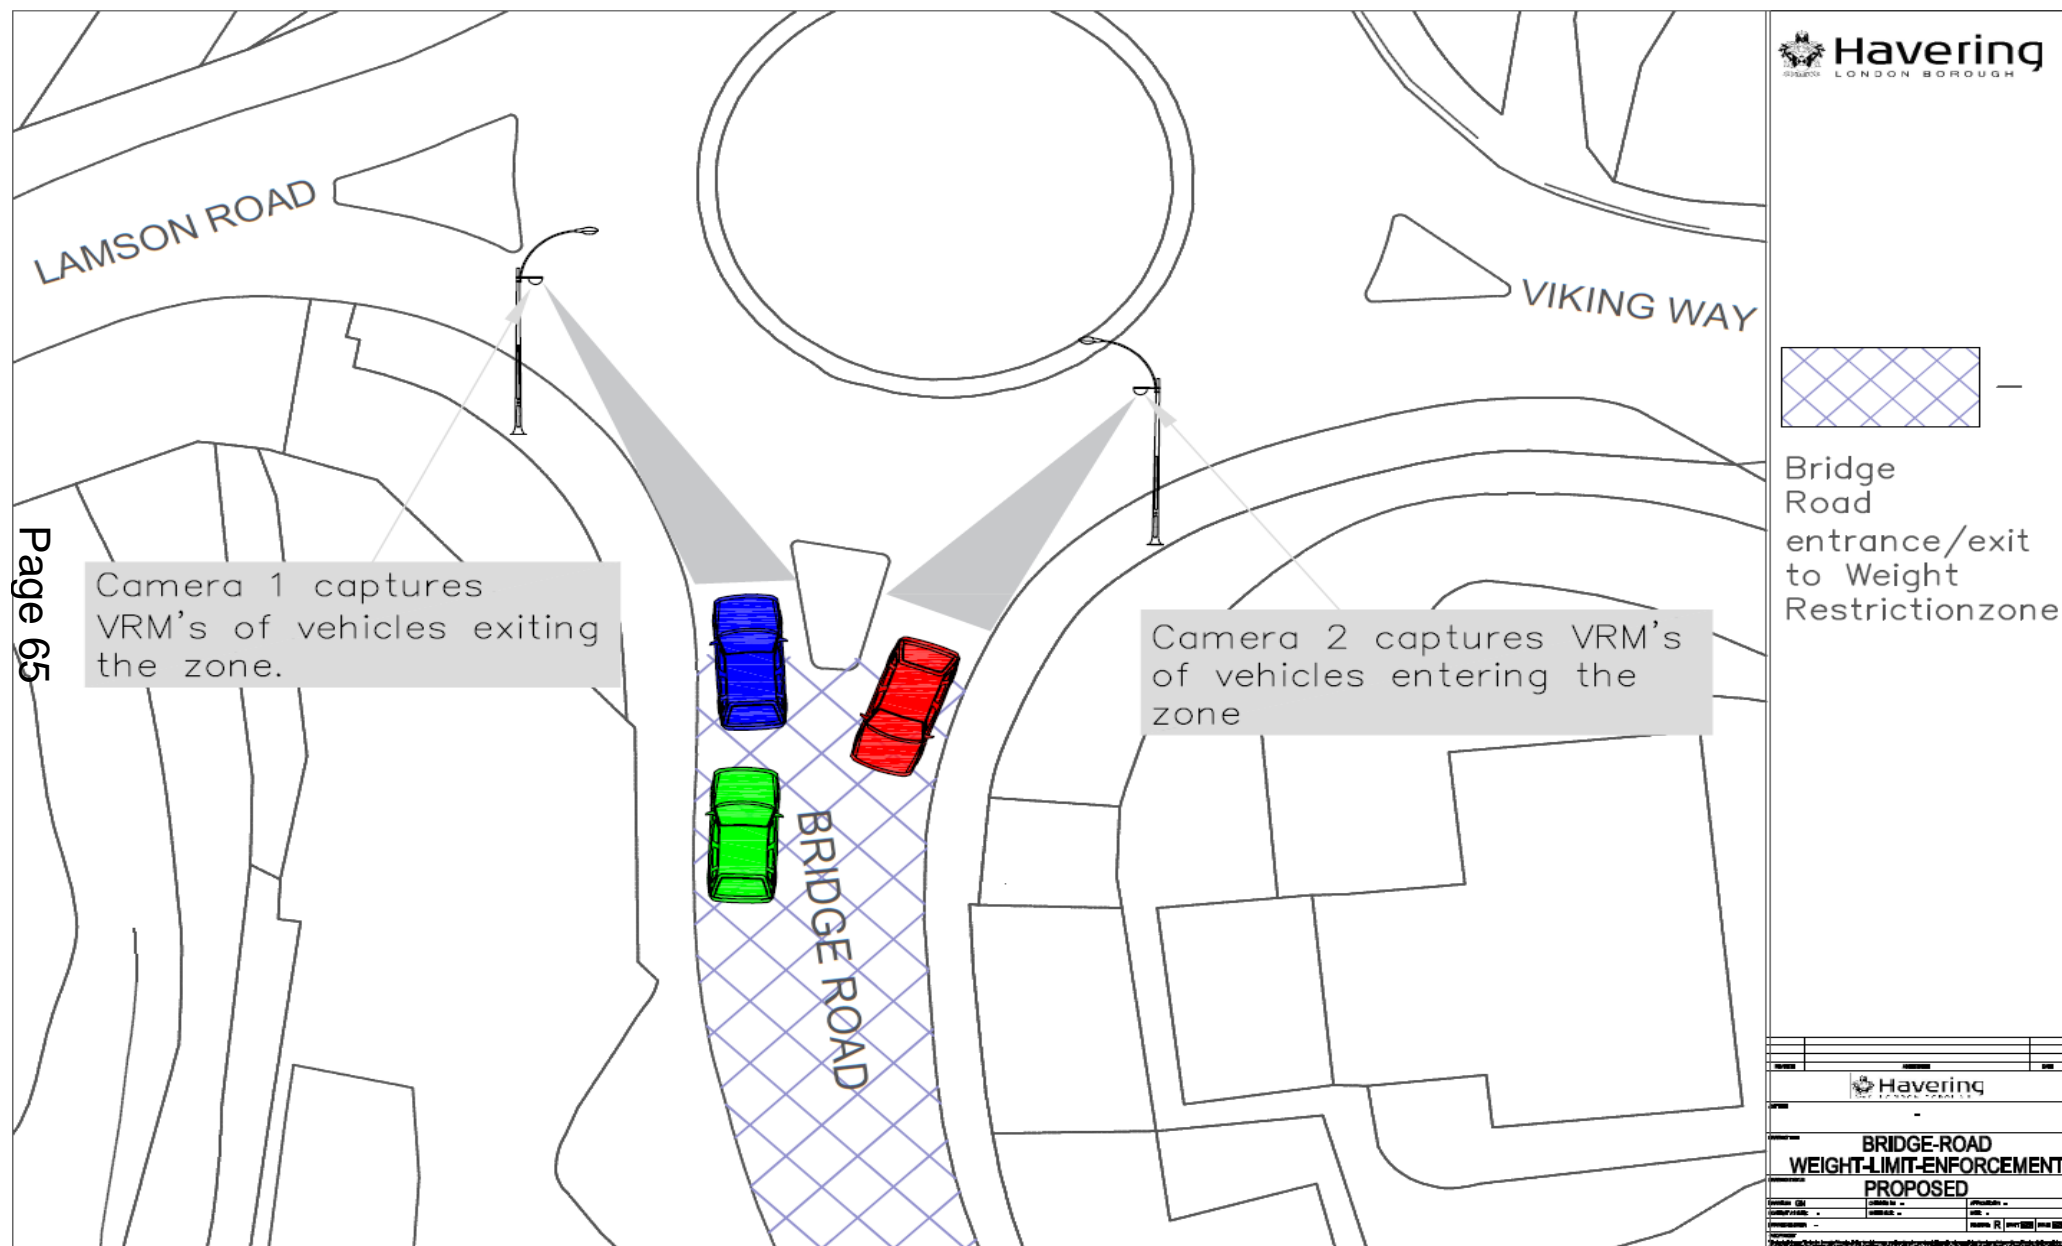 Havering
LONDON BOROUGH
LAMSON ROAD
VIKING WAY
Bridge
Road
entrance/exit
to Weight
Restrictionzone
Page 65
Camera 1 captures
VRM's of vehicles exiting
the zone.
Camera 2 captures VRM's
of vehicles entering the
zone
BRIDGE ROAD
Havering
BRIDGE-ROAD
WEIGHT-LIMIT-ENFORCEMENT
PROPOSED